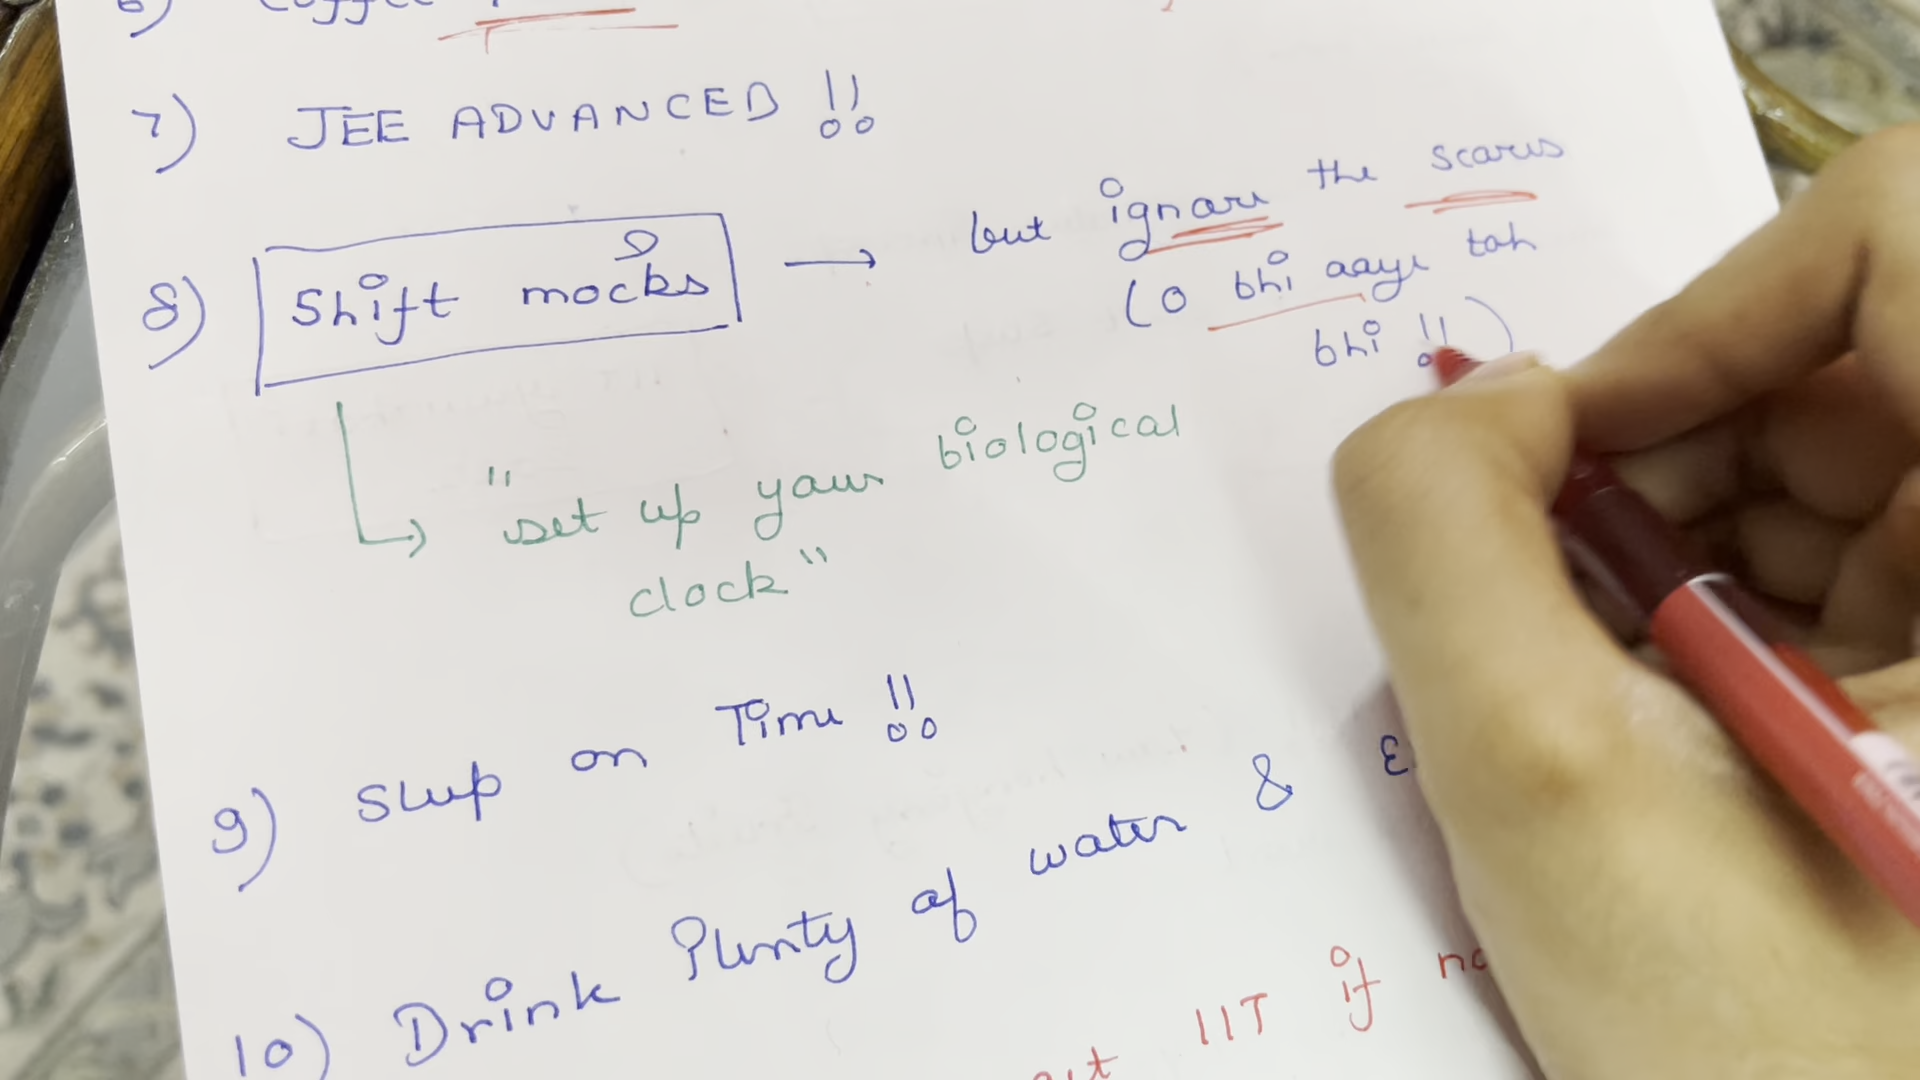 7) JEE ADVANCED !!
8) Shift mocks → but ignore the scores
(0 bhi aaye toh
bhi !!)
"set up your biological
clock"
9) Sleep on Time !!
10) Drink Plenty of water &
IIT if